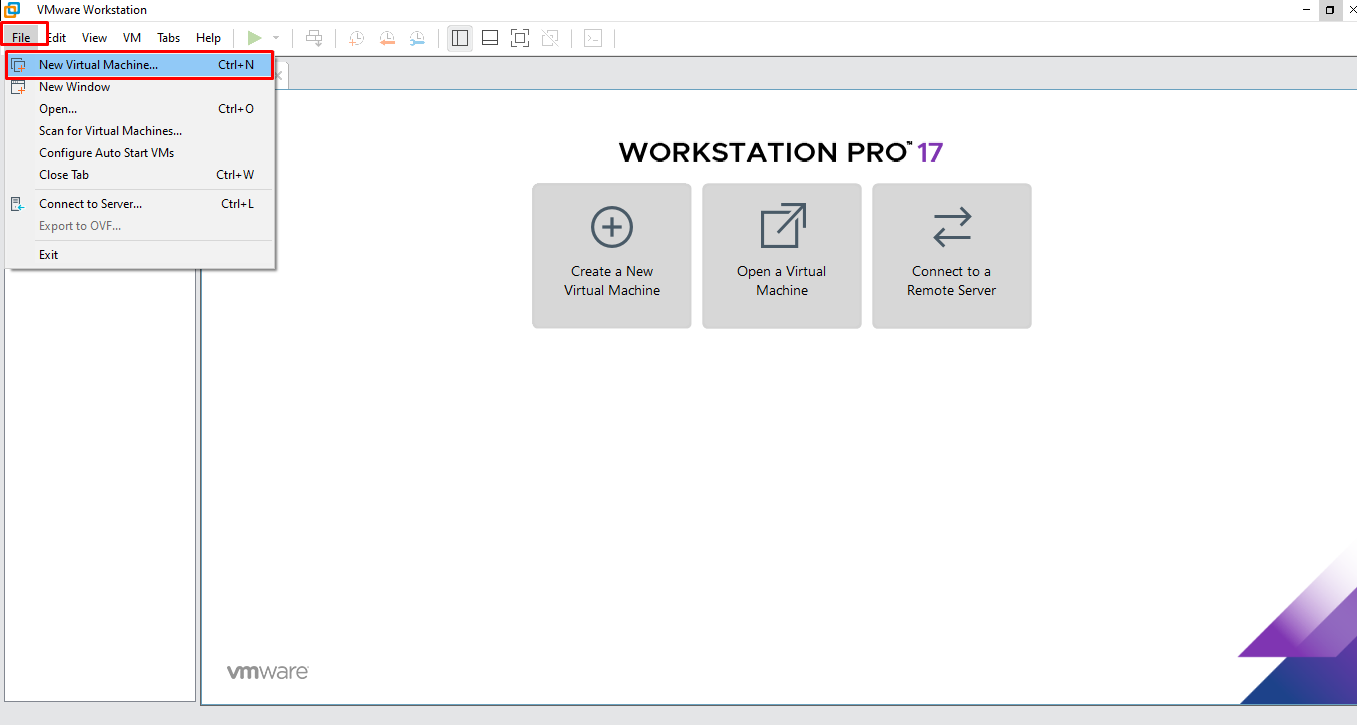 VMware Workstation
File Edit View VM Tabs Help
New Virtual Machine... Ctrl+N
New Window
Open... Ctrl+O
Scan for Virtual Machines...
Configure Auto Start VMs
Close Tab Ctrl+W
Connect to Server... Ctrl+L
Export to OVF...
Exit
WORKSTATION PRO™ 17
Create a New
Virtual Machine
Open a Virtual
Machine
Connect to a
Remote Server
vmware